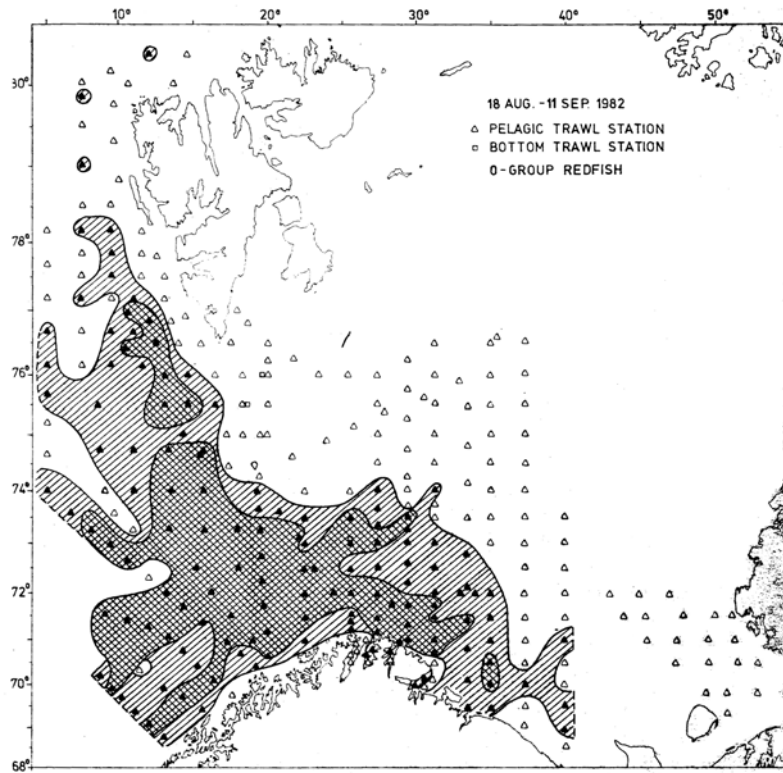 10° 20° 30° 40° 50°
30°
18 AUG. -11 SEP. 1982
△ PELAGIC TRAWL STATION
□ BOTTOM TRAWL STATION
0-GROUP REDFISH
78°
76°
74°
72°
70°
68°